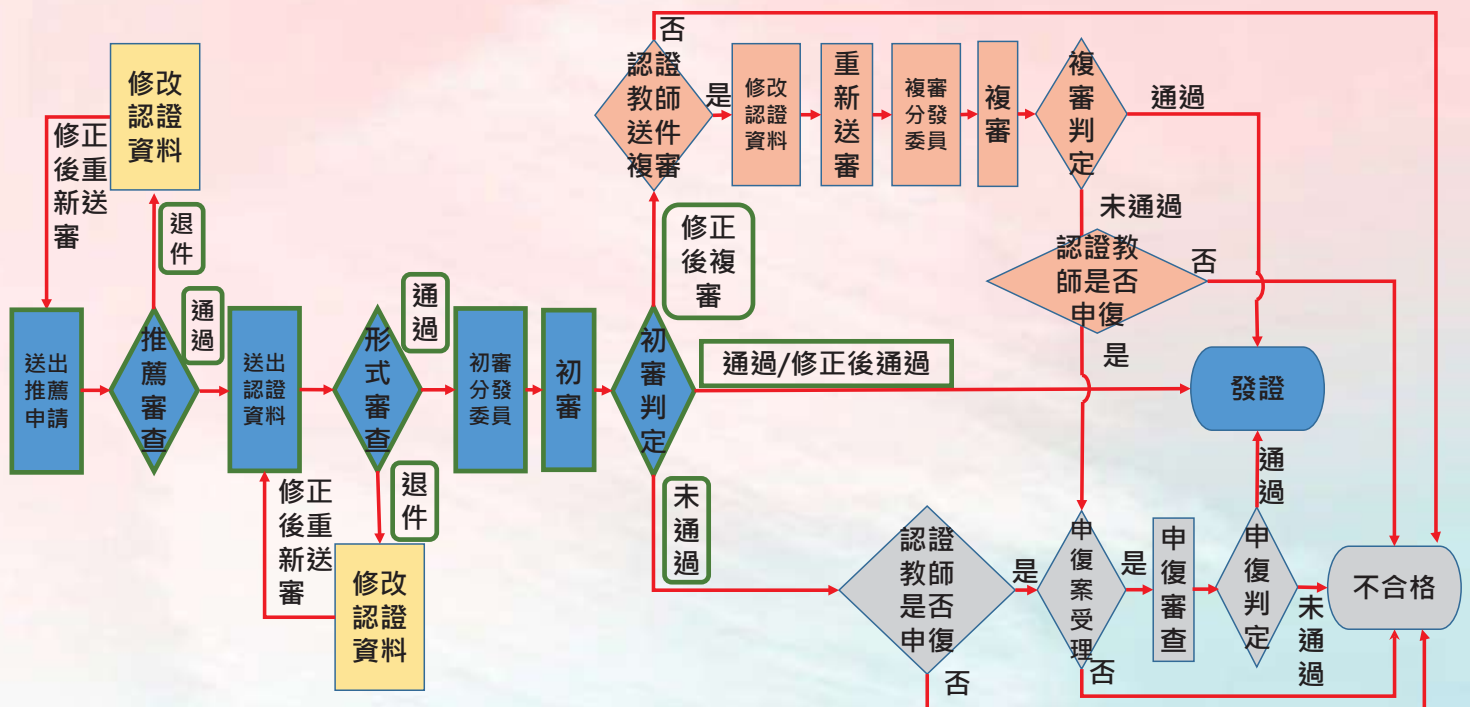 否
認證
教師
送件
複審
是
修改
認證
資料
重新送審
複審
分發
委員
複審
複審判定
通過
未通過
認證教
師是否
申復
否
是
修改
認證
資料
修正
後重
新送
審
退件
通過
送出
推薦
申請
推薦審查
送出
認證
資料
形式審查
通過
退件
修正
後重
新送
審
修改
認證
資料
初審
分發
委員
初審
初審判定
修正
後複
審
通過/修正後通過
發證
未通過
認證
教師
是否
申復
是
否
申復案受理
是
否
申復審查
申復判定
通過
未通過
不合格